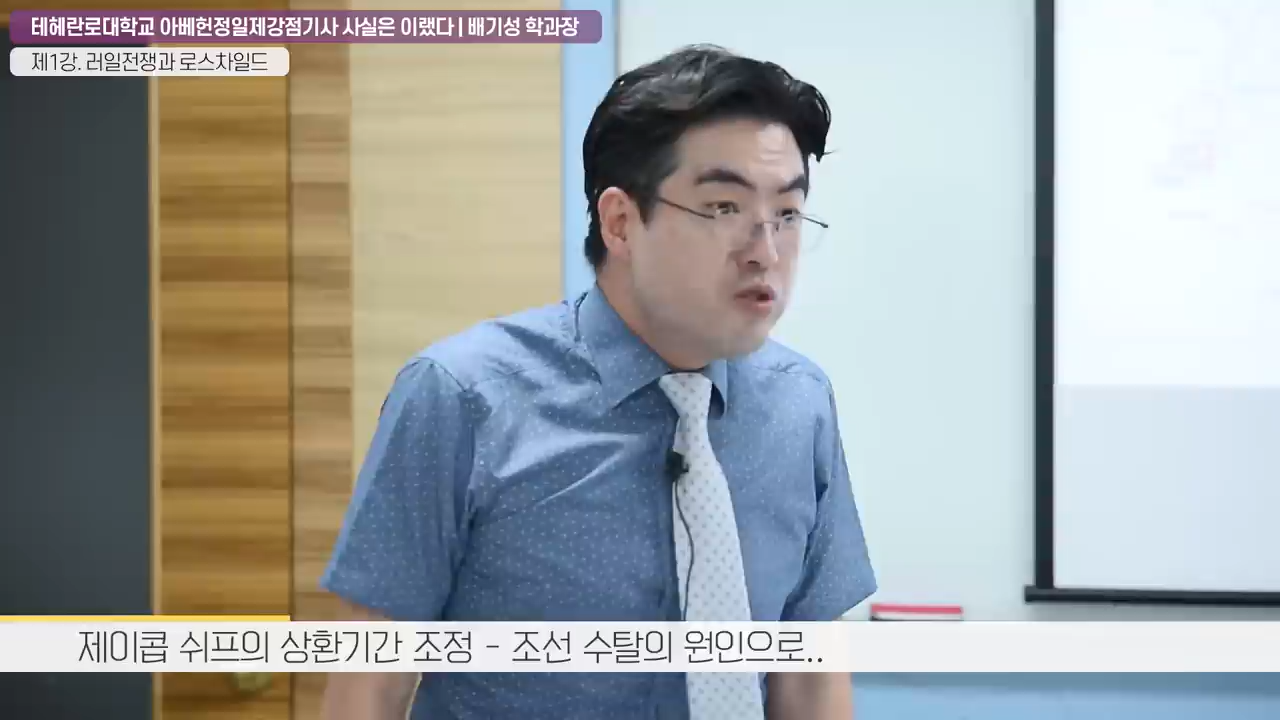 테헤란로대학교 아베헌정일제강점기사 사실은 이랬다 | 배기성 학과장
제1강. 러일전쟁과 로스차일드
제이콥 쉬프의 상환기간 조정 - 조선 수탈의 원인으로..